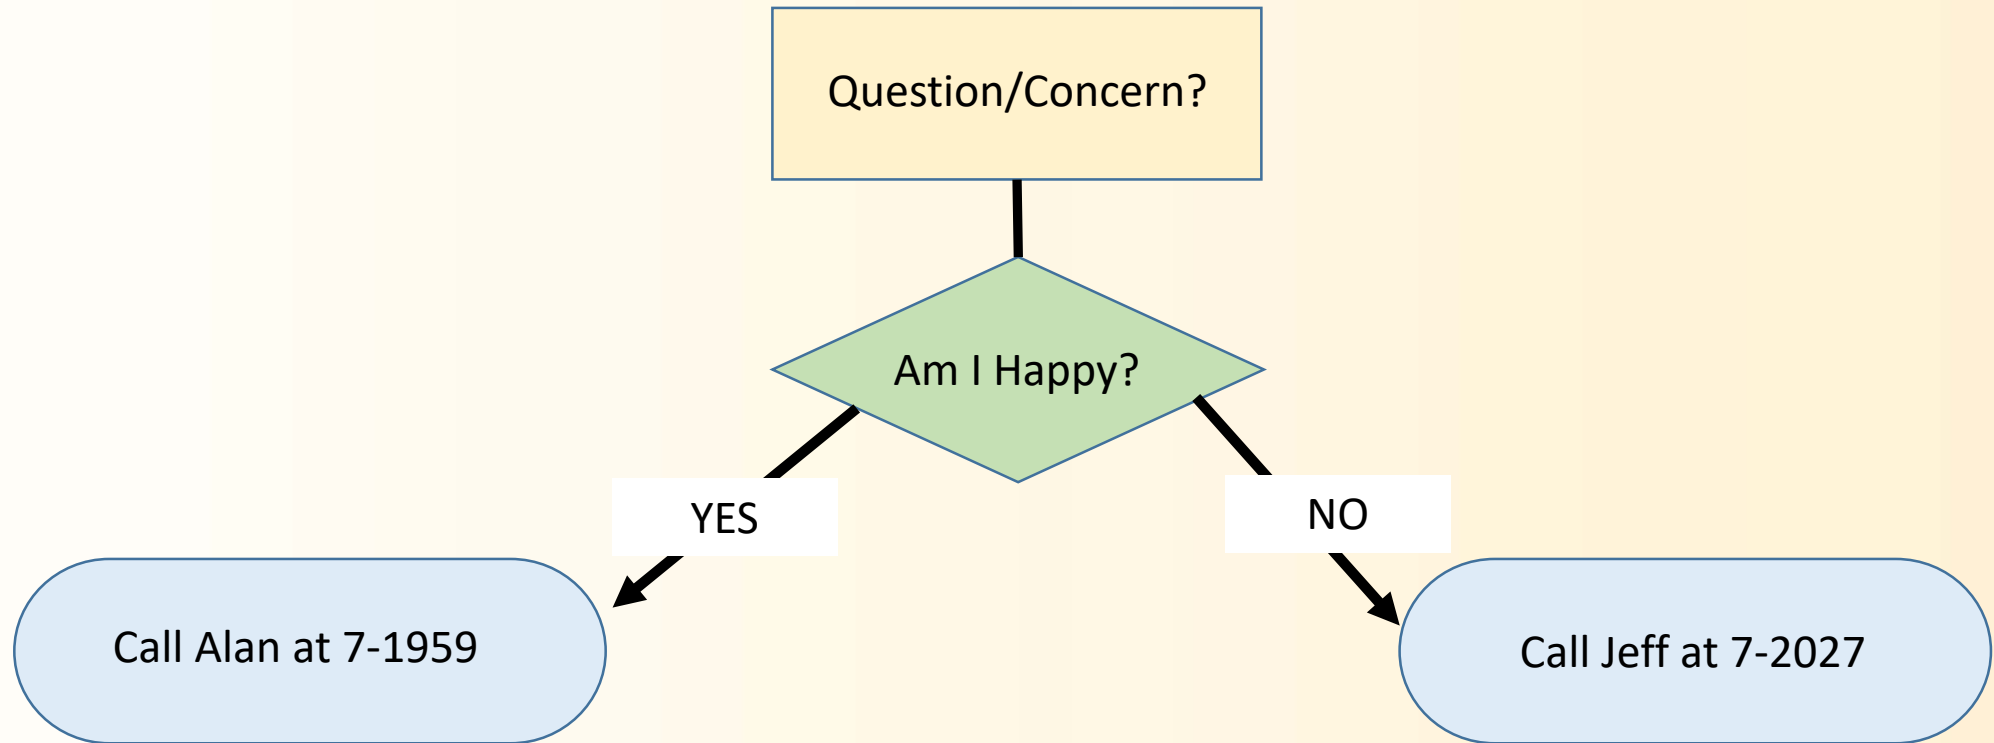 Question/Concern?
Am I Happy?
YES
NO
Call Alan at 7-1959
Call Jeff at 7-2027